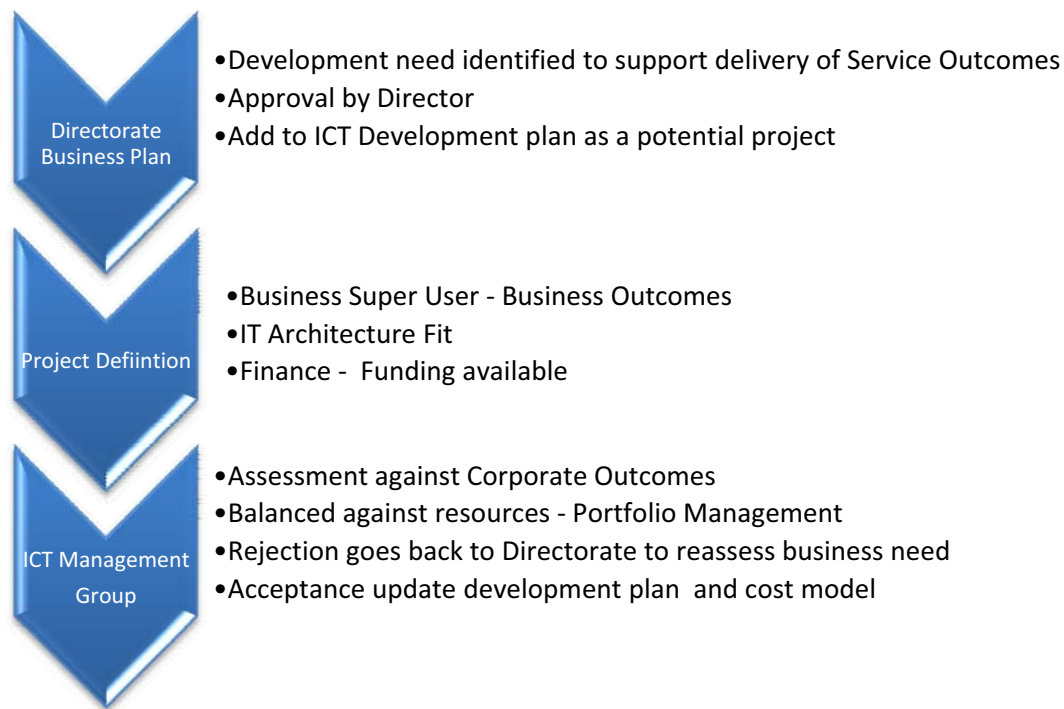 Directorate
Business Plan
•Development need identified to support delivery of Service Outcomes
•Approval by Director
•Add to ICT Development plan as a potential project
Project Defiintion
•Business Super User - Business Outcomes
•IT Architecture Fit
•Finance -  Funding available
ICT Management
Group
•Assessment against Corporate Outcomes
•Balanced against resources - Portfolio Management
•Rejection goes back to Directorate to reassess business need
•Acceptance update development plan  and cost model